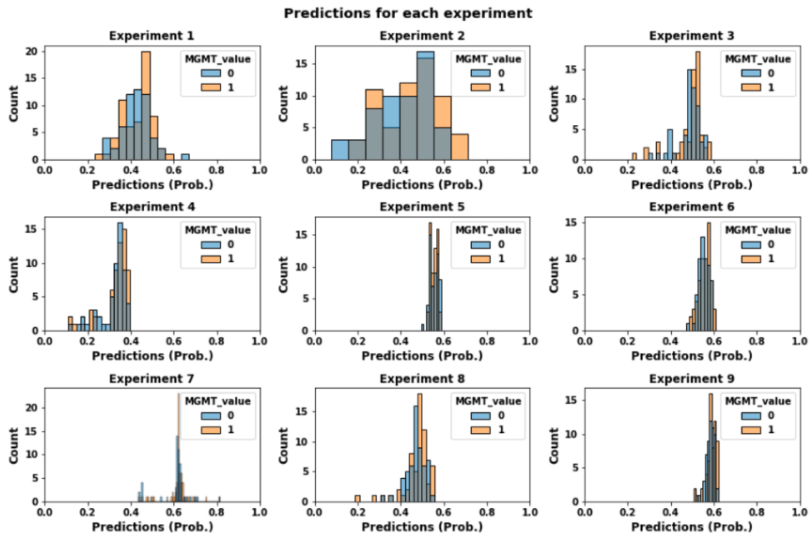 Predictions for each experiment
Experiment 1
Experiment 2
Experiment 3
Count
20
15
10
5
0
MGMT_value
0
1
0.0 0.2 0.4 0.6 0.8 1.0
Predictions (Prob.)
Count
15
10
5
0
MGMT_value
0
1
0.0 0.2 0.4 0.6 0.8 1.0
Predictions (Prob.)
Count
15
10
5
0
MGMT_value
0
1
0.0 0.2 0.4 0.6 0.8 1.0
Predictions (Prob.)
Experiment 4
Experiment 5
Experiment 6
Count
15
10
5
0
MGMT_value
0
1
0.0 0.2 0.4 0.6 0.8 1.0
Predictions (Prob.)
Count
15
10
5
0
MGMT_value
0
1
0.0 0.2 0.4 0.6 0.8 1.0
Predictions (Prob.)
Count
15
10
5
0
MGMT_value
0
1
0.0 0.2 0.4 0.6 0.8 1.0
Predictions (Prob.)
Experiment 7
Experiment 8
Experiment 9
Count
20
15
10
5
0
MGMT_value
0
1
0.0 0.2 0.4 0.6 0.8 1.0
Predictions (Prob.)
Count
15
10
5
0
MGMT_value
0
1
0.0 0.2 0.4 0.6 0.8 1.0
Predictions (Prob.)
Count
15
10
5
0
MGMT_value
0
1
0.0 0.2 0.4 0.6 0.8 1.0
Predictions (Prob.)